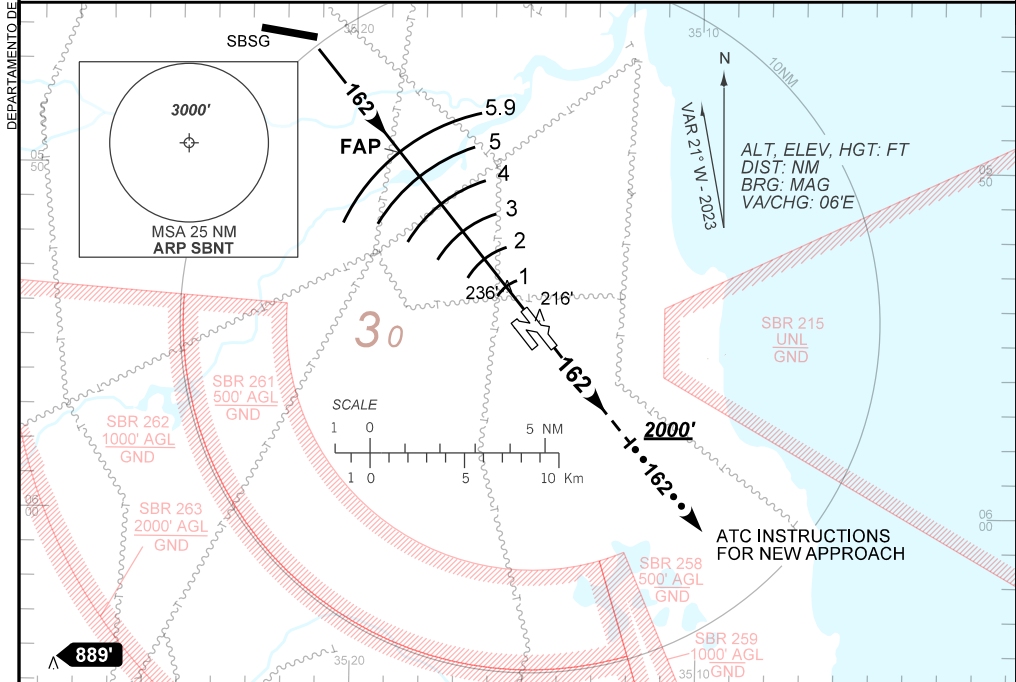 DEPARTAMENTO DE
SBSG
35 20
35 10
10NM
N
VAR 21° W - 2023
3000'
MSA 25 NM
ARP SBNT
162
FAP
5.9
5
4
3
2
1
ALT, ELEV, HGT: FT
DIST: NM
BRG: MAG
VA/CHG: 06'E
05
50
05
50
236'
216'
30
SBR 215
UNL
GND
SBR 261
500' AGL
GND
SBR 262
1000' AGL
GND
SBR 263
2000' AGL
GND
SCALE
1 0 5 NM
1 0 5 10 Km
162
2000'
162
06
00
06
00
ATC INSTRUCTIONS
FOR NEW APPROACH
SBR 258
500' AGL
GND
SBR 259
1000' AGL
GND
889'
35 20
35 10